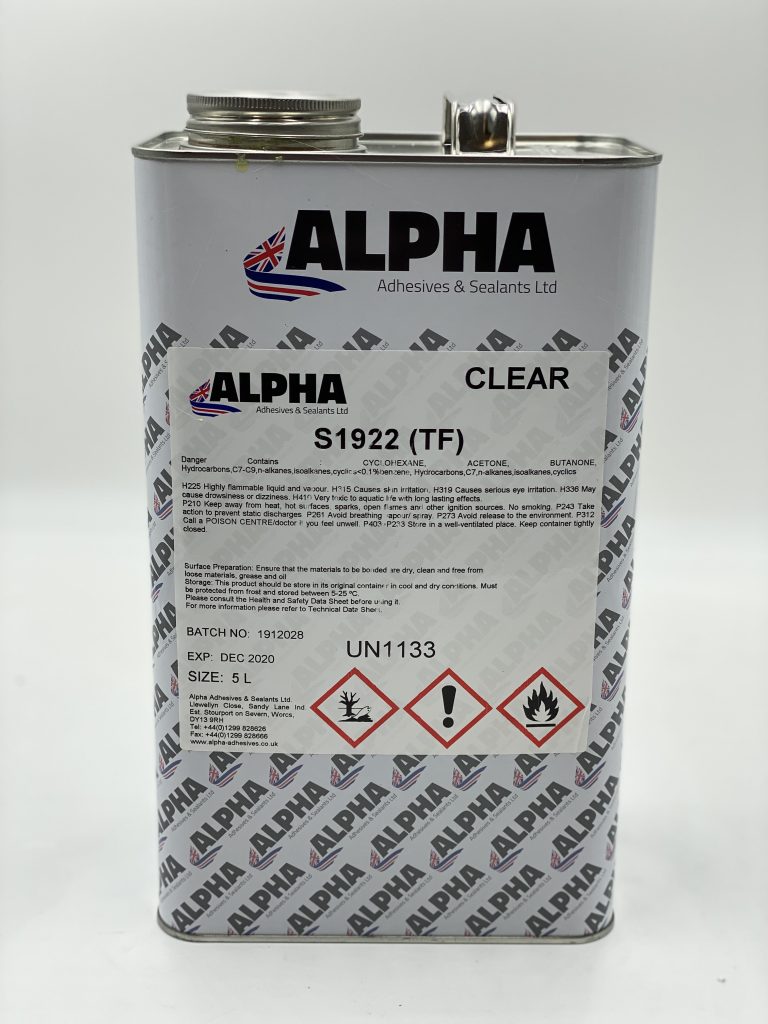 ALPHA
Adhesives & Sealants Ltd
ALPHA
Adhesives & Sealants Ltd
CLEAR
S1922 (TF)
Danger Contains : CYCLOHEXANE, ACETONE, BUTANONE,
Hydrocarbons,C7-C9,n-alkanes,isoalkanes,cyclics<0.1%benzene, Hydrocarbons,C7,n-alkanes,isoalkanes,cyclics
H225 Highly flammable liquid and vapour. H315 Causes skin irritation. H319 Causes serious eye irritation. H336 May
cause drowsiness or dizziness. H410 Very toxic to aquatic life with long lasting effects.
P210 Keep away from heat, hot surfaces, sparks, open flames and other ignition sources. No smoking. P243 Take
action to prevent static discharges. P261 Avoid breathing vapour/ spray. P273 Avoid release to the environment. P312
Call a POISON CENTRE/doctor if you feel unwell. P403+P233 Store in a well-ventilated place. Keep container tightly
closed.
Surface Preparation: Ensure that the materials to be bonded are dry, clean and free from
loose materials, grease and oil
Storage: This product should be store in its original container in cool and dry conditions. Must
be protected from frost and stored between 5-25 ºC.
Please consult the Health and Safety Data Sheet before using it.
For more information please refer to Technical Date Sheet.
BATCH NO: 1912028
EXP: DEC 2020
SIZE: 5 L
UN1133
Alpha Adhesives & Sealants Ltd.
Llewellyn Close, Sandy Lane Ind.
Est. Stourport on Severn, Worcs,
DY13 9RH
Tel: +44(0)1299 828626
Fax: +44(0)1299 828666
www.alpha-adhesives.co.uk